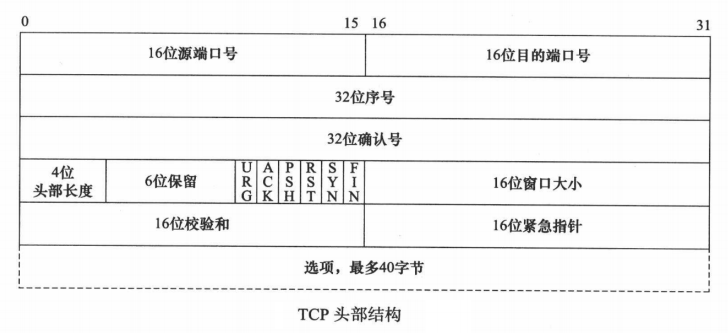 0 15 16 31
16位源端口号 16位目的端口号
32位序号
32位确认号
4位
头部长度
6位保留
URG
ACK
PSH
RST
SYN
FIN
16位窗口大小
16位校验和 16位紧急指针
选项，最多40字节
TCP 头部结构